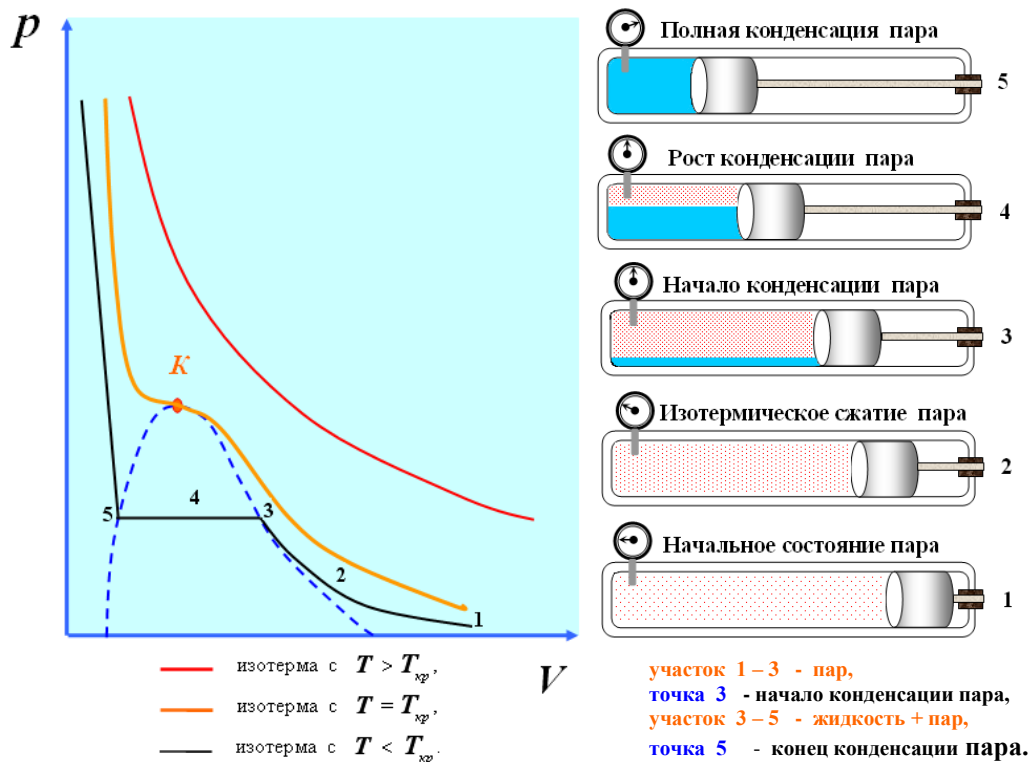 p
K
5
4
3
2
1
V
изотерма с T > Tкр,
изотерма с T = Tкр,
изотерма с T < Tкр.
Полная конденсация пара
5
Рост конденсации пара
4
Начало конденсации пара
3
Изотермическое сжатие пара
2
Начальное состояние пара
1
участок 1 – 3 - пар,
точка 3 - начало конденсации пара,
участок 3 – 5 - жидкость + пар,
точка 5 - конец конденсации пара.